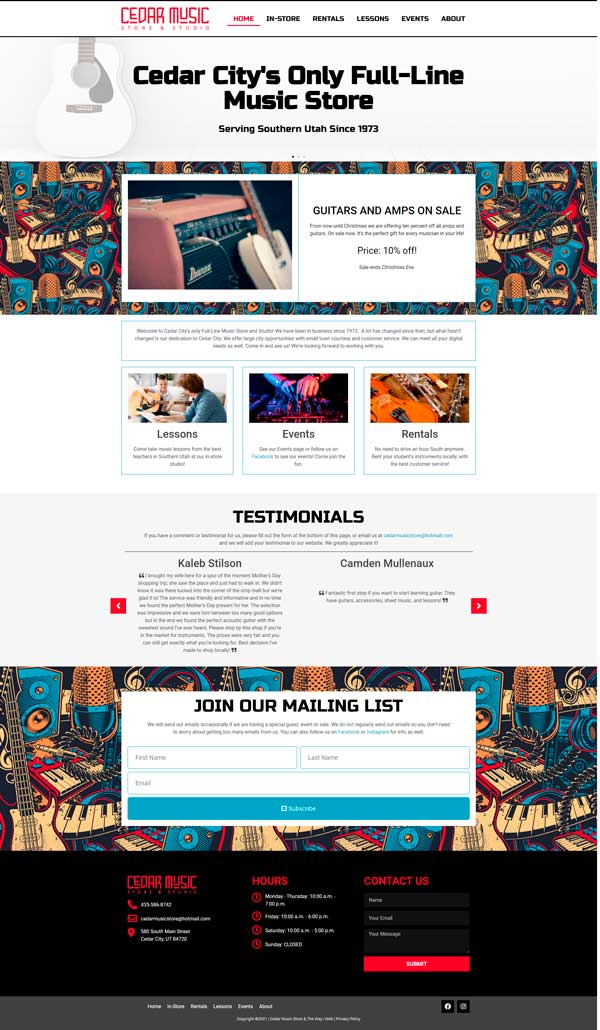 CEDAR MUSIC
STORE & STUDIO
HOME IN-STORE RENTALS LESSONS EVENTS ABOUT
Cedar City's Only Full-Line
Music Store
Serving Southern Utah Since 1973
Ibanez
GUITARS AND AMPS ON SALE
From now until Christmas we are offering ten percent off all amps and
guitars. On sale now. It's the perfect gift for every musician in your life!
Price: 10% off!
Sale ends Christmas Eve.
Welcome to Cedar City's only Full-Line Music Store and Studio! We have been in business since 1973. A lot has changed since then, but what hasn't
changed is our dedication to Cedar City. We offer large city opportunities with small town courtesy and customer service. We can meet all your digital
needs as well. Come in and see us! We're looking forward to working with you.
Lessons
Come take music lessons from the best
teachers in Southern Utah at our in-store
studio!
Events
See our Events page or follow us on
Facebook to see our events! Come join the
fun.
Rentals
No need to drive an hour South anymore.
Rent your student's instruments locally, with
the best customer service!
TESTIMONIALS
If you have a comment or testimonial for us, please fill out the form at the bottom of this page, or email us at cedarmusicstore@hotmail.com
and we will add your testimonial to our website. We greatly appreciate it!
Kaleb Stilson
❝ I brought my wife here for a spur of the moment Mother's Day
shopping trip; she saw the place and just had to walk in. We didn't
know it was there tucked into the corner of the strip mall but we're
glad it is! The service was friendly and informative and in no time
we found the perfect Mother's Day present for her. The selection
was impressive and we were torn between too many good options
but in the end we found the perfect acoustic guitar with the
sweetest sound I've ever heard. Please stop by this shop if you're
in the market for instruments. The prices were very fair and you
can still get exactly what you're looking for. Best decision I've
made to shop locally! ❞
Camden Mullenaux
❝ Fantastic first stop if you want to start learning guitar. They
have guitars, accessories, sheet music, and lessons! ❞
JOIN OUR MAILING LIST
We will send out emails occasionally if we are having a special guest, event or sale. We do not regularly send out emails so you don't need
to worry about getting too many emails from us. You can also follow us on Facebook or Instagram for info as well.
First Name
Last Name
Email
Subscribe
CEDAR MUSIC
STORE & STUDIO
435-586-8742
cedarmusicstore@hotmail.com
580 South Main Street
Cedar City, UT 84720
HOURS
Monday - Thursday: 10:00 a.m. -
7:00 p.m.
Friday: 10:00 a.m. - 6:00 p.m.
Saturday: 10:00 a.m. - 5:00 p.m.
Sunday: CLOSED
CONTACT US
Name
Your Email
Your Message
SUBMIT
Home In-Store Rentals Lessons Events About
Copyright ©2021 | Cedar Music Store & The Way I Web | Privacy Policy